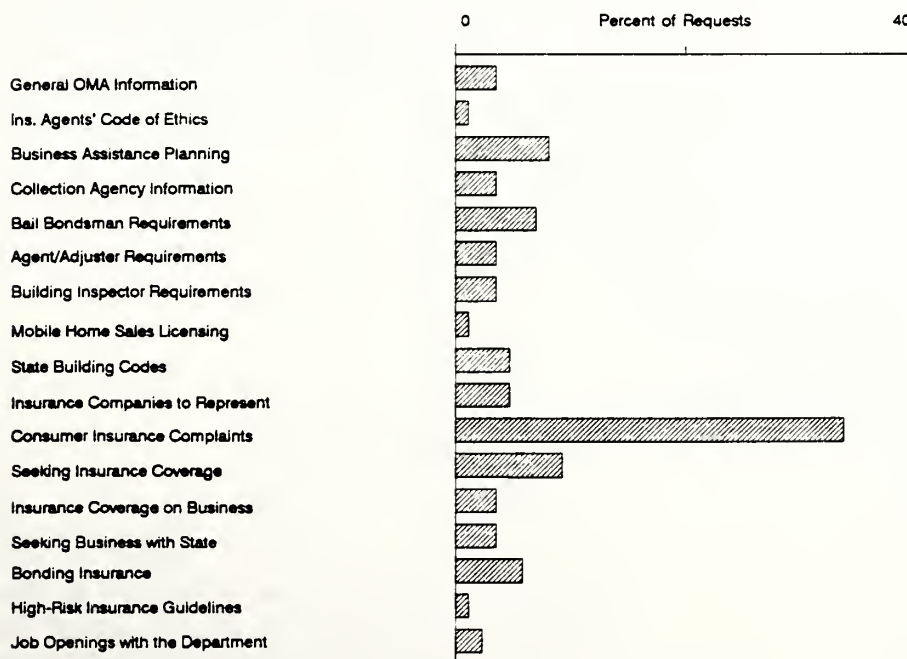 0 Percent of Requests 40
General OMA Information
Ins. Agents' Code of Ethics
Business Assistance Planning
Collection Agency Information
Bail Bondsman Requirements
Agent/Adjuster Requirements
Building Inspector Requirements
Mobile Home Sales Licensing
State Building Codes
Insurance Companies to Represent
Consumer Insurance Complaints
Seeking Insurance Coverage
Insurance Coverage on Business
Seeking Business with State
Bonding Insurance
High-Risk Insurance Guidelines
Job Openings with the Department